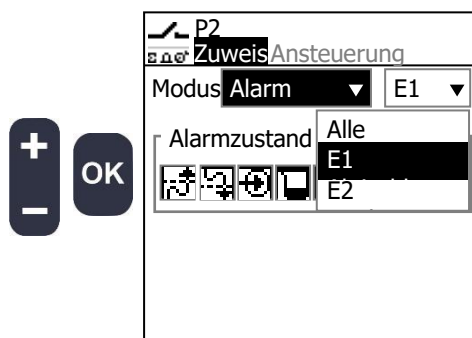 P2
Zuweis Ansteuerung
Modus Alarm E1
Alarmzustand Alle
E1
E2
+
OK
−